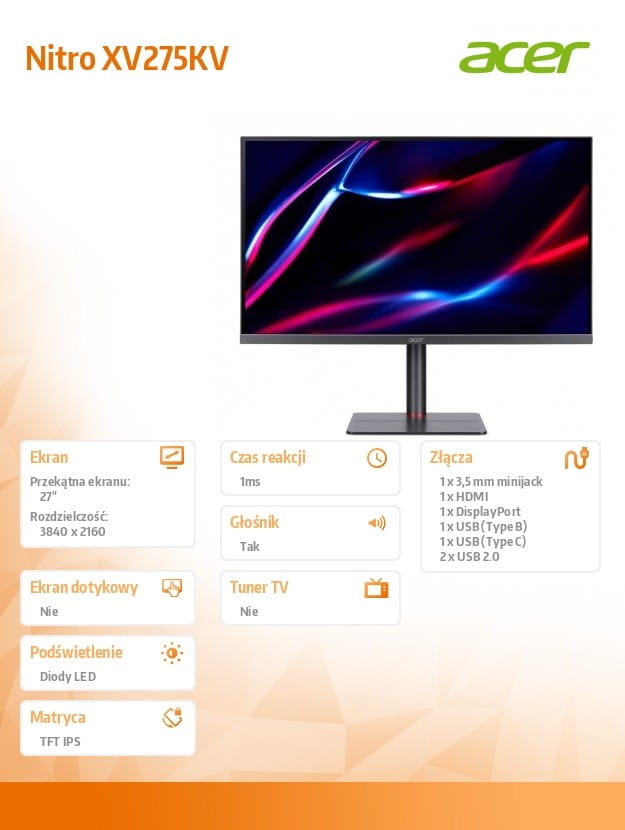 Nitro XV275KV
acer
acer
Ekran
Przekątna ekranu:
27"
Rozdzielczość:
3840 x 2160
Czas reakcji
1ms
Głośnik
Tak
Złącza
1 x 3,5 mm minijack
1 x HDMI
1 x DisplayPort
1 x USB (Type B)
1 x USB (Type C)
2 x USB 2.0
Ekran dotykowy
Nie
Tuner TV
Nie
Podświetlenie
Diody LED
Matryca
TFT IPS